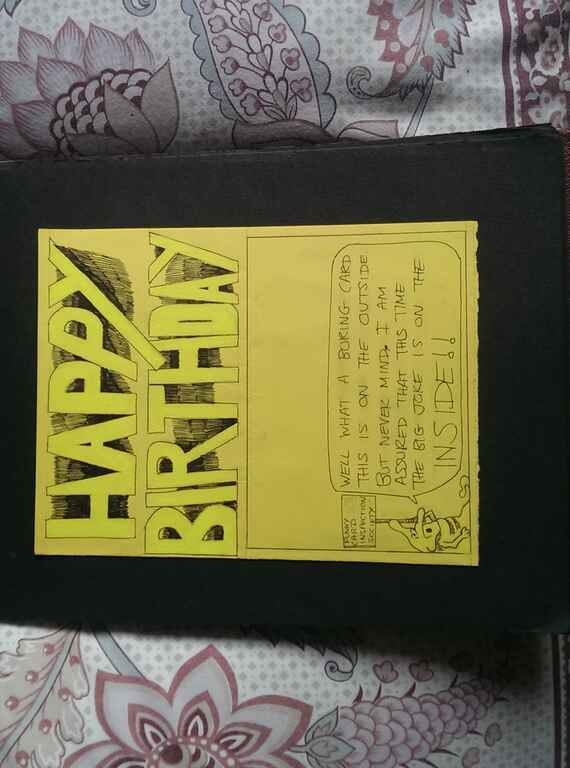 HAPPY
BIRTHDAY
WELL WHAT A BORING CARD
THIS IS ON THE OUTSIDE
BUT NEVER MIND. I AM
ASSURED THAT THIS TIME
THE BIG JOKE IS ON THE
INSIDE!!
FUNNY
CARD
INSPECTION
SOCIETY